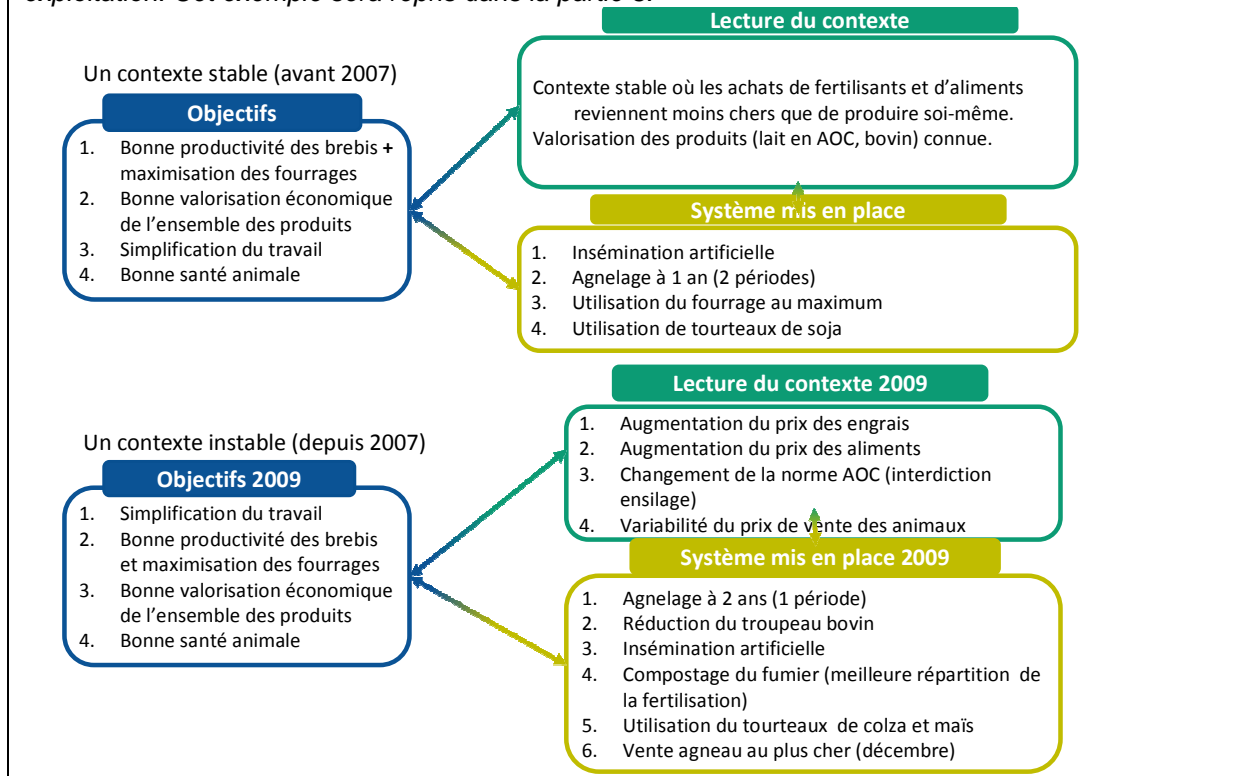 exploitation. Cet exemple sera repris dans la partie C.
Lecture du contexte
Un contexte stable (avant 2007)
Contexte stable où les achats de fertilisants et d'aliments
reviennent moins chers que de produire soi-même.
Valorisation des produits (lait en AOC, bovin) connue.
Objectifs
1. Bonne productivité des brebis +
maximisation des fourrages
2. Bonne valorisation économique
de l'ensemble des produits
3. Simplification du travail
4. Bonne santé animale
Système mis en place
1. Insémination artificielle
2. Agnelage à 1 an (2 périodes)
3. Utilisation du fourrage au maximum
4. Utilisation de tourteaux de soja
Lecture du contexte 2009
Un contexte instable (depuis 2007)
1. Augmentation du prix des engrais
2. Augmentation du prix des aliments
3. Changement de la norme AOC (interdiction
ensilage)
4. Variabilité du prix de vente des animaux
Objectifs 2009
1. Simplification du travail
2. Bonne productivité des brebis
et maximisation des fourrages
3. Bonne valorisation économique
de l'ensemble des produits
4. Bonne santé animale
Système mis en place 2009
1. Agnelage à 2 ans (1 période)
2. Réduction du troupeau bovin
3. Insémination artificielle
4. Compostage du fumier (meilleure répartition de
la fertilisation)
5. Utilisation du tourteaux de colza et maïs
6. Vente agneau au plus cher (décembre)